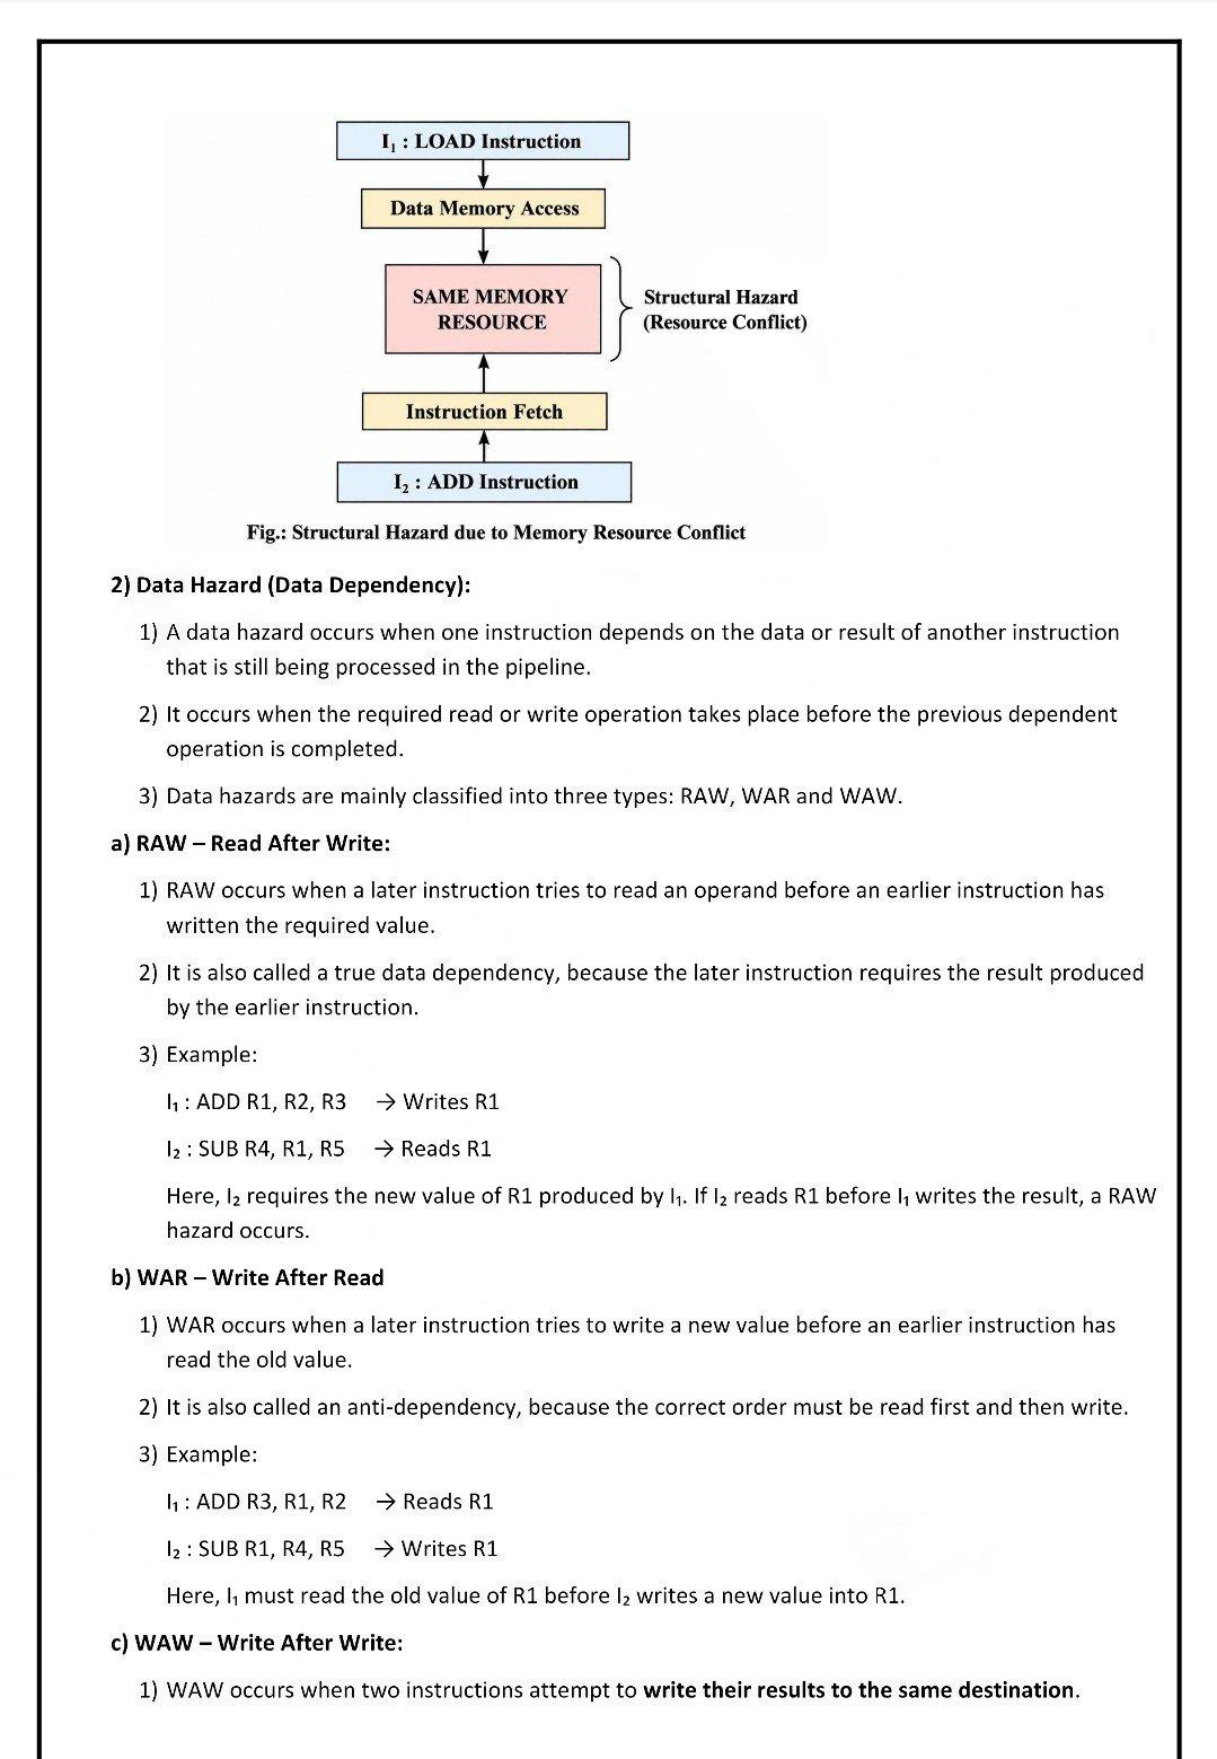 I₁ : LOAD Instruction
Data Memory Access
SAME MEMORY
RESOURCE
Structural Hazard
(Resource Conflict)
Instruction Fetch
I₂ : ADD Instruction
Fig.: Structural Hazard due to Memory Resource Conflict
2) Data Hazard (Data Dependency):
1) A data hazard occurs when one instruction depends on the data or result of another instruction
that is still being processed in the pipeline.
2) It occurs when the required read or write operation takes place before the previous dependent
operation is completed.
3) Data hazards are mainly classified into three types: RAW, WAR and WAW.
a) RAW – Read After Write:
1) RAW occurs when a later instruction tries to read an operand before an earlier instruction has
written the required value.
2) It is also called a true data dependency, because the later instruction requires the result produced
by the earlier instruction.
3) Example:
I₁ : ADD R1, R2, R3 → Writes R1
I₂ : SUB R4, R1, R5 → Reads R1
Here, I₂ requires the new value of R1 produced by I₁. If I₂ reads R1 before I₁ writes the result, a RAW
hazard occurs.
b) WAR – Write After Read
1) WAR occurs when a later instruction tries to write a new value before an earlier instruction has
read the old value.
2) It is also called an anti-dependency, because the correct order must be read first and then write.
3) Example:
I₁ : ADD R3, R1, R2 → Reads R1
I₂ : SUB R1, R4, R5 → Writes R1
Here, I₁ must read the old value of R1 before I₂ writes a new value into R1.
c) WAW – Write After Write:
1) WAW occurs when two instructions attempt to write their results to the same destination.